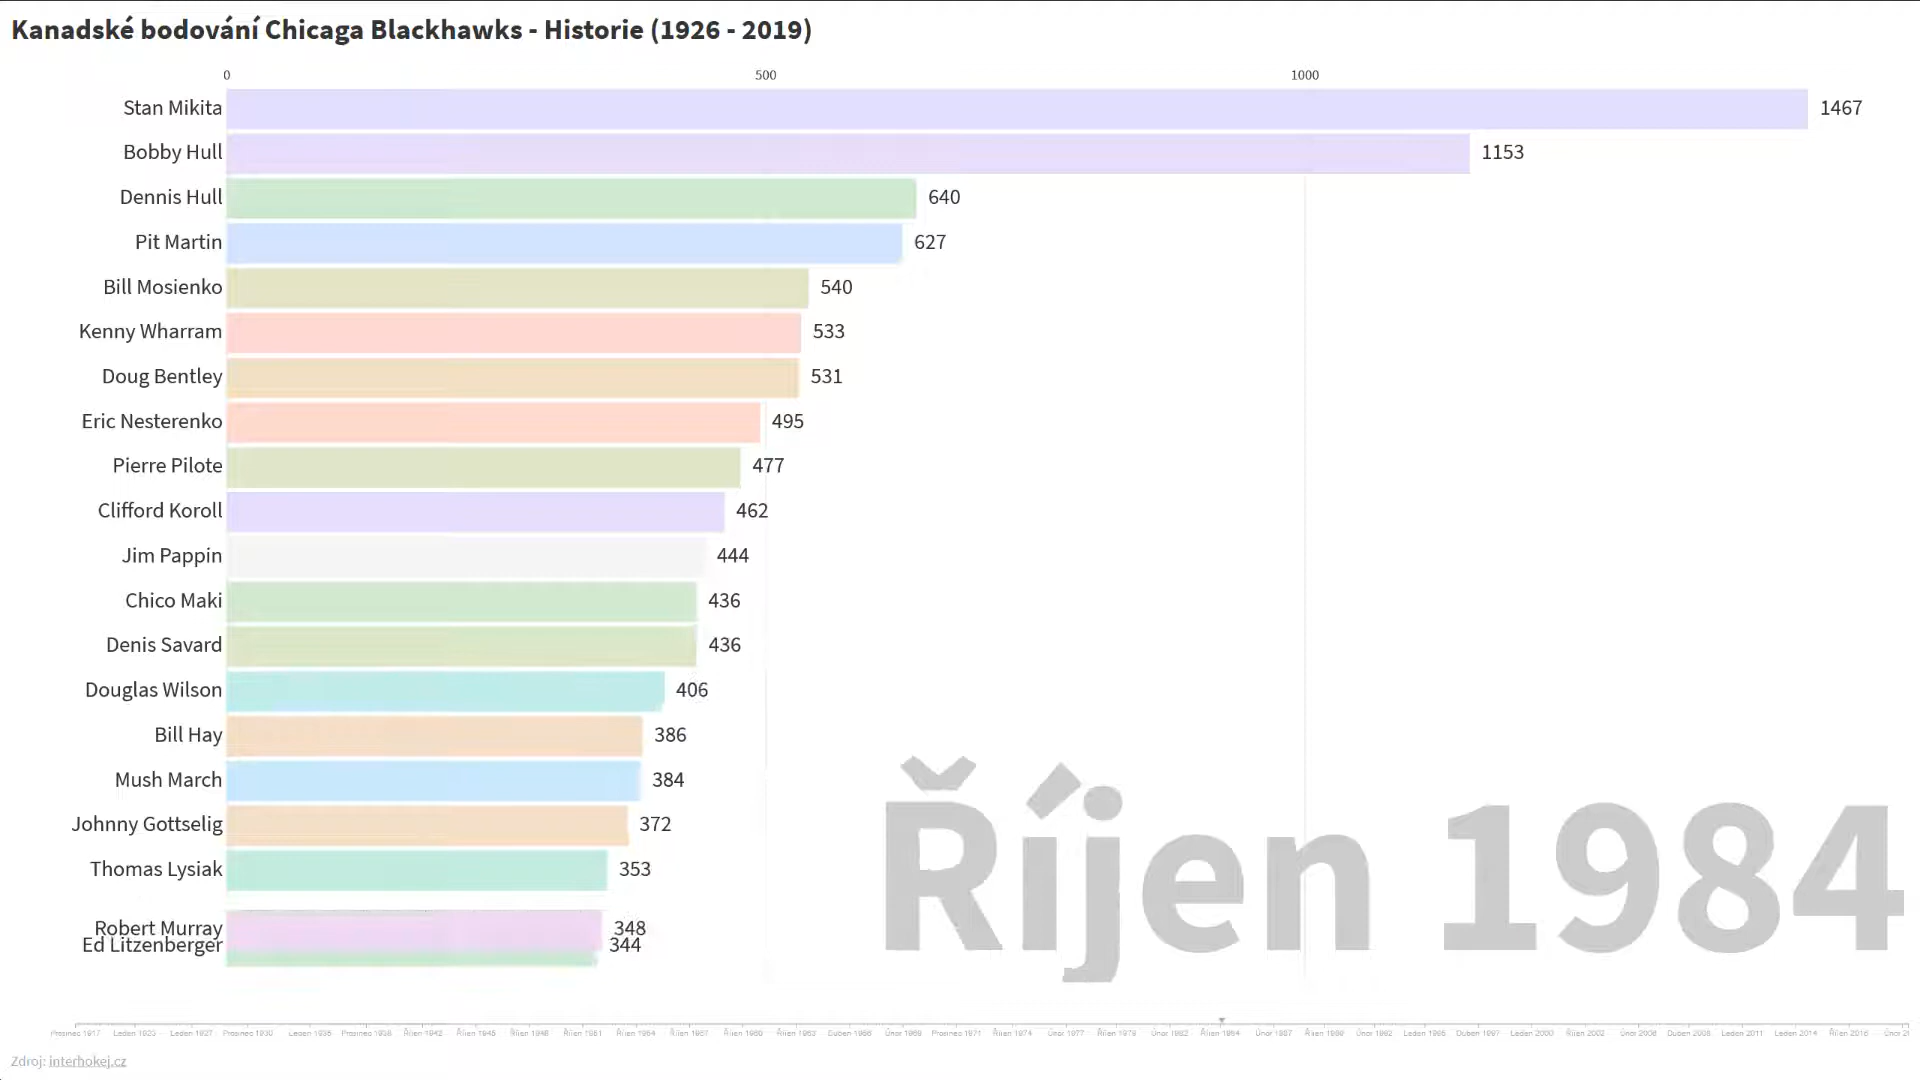 Kanadské bodování Chicaga Blackhawks - Historie (1926 - 2019)
0 500 1000
Stan Mikita 1467
Bobby Hull 1153
Dennis Hull 640
Pit Martin 627
Bill Mosienko 540
Kenny Wharram 533
Doug Bentley 531
Eric Nesterenko 495
Pierre Pilote 477
Clifford Koroll 462
Jim Pappin 444
Chico Maki 436
Denis Savard 436
Douglas Wilson 406
Bill Hay 386
Mush March 384
Johnny Gottselig 372
Thomas Lysiak 353
Robert Murray 348
Ed Litzenberger 344
Říjen 1984
Zdroj: interhokej.cz